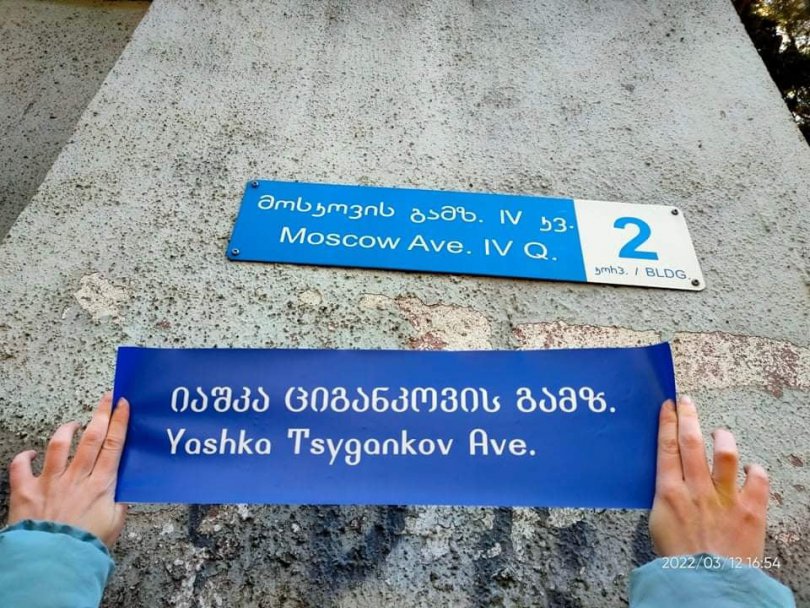 მოსკოვის გამზ. IV კვ.
Moscow Ave. IV Q.
2
კორპ. / BLDG.
იაშკა ციგანკოვის გამზ.
Yashka Tsygankov Ave.
2022/03/12 16:54